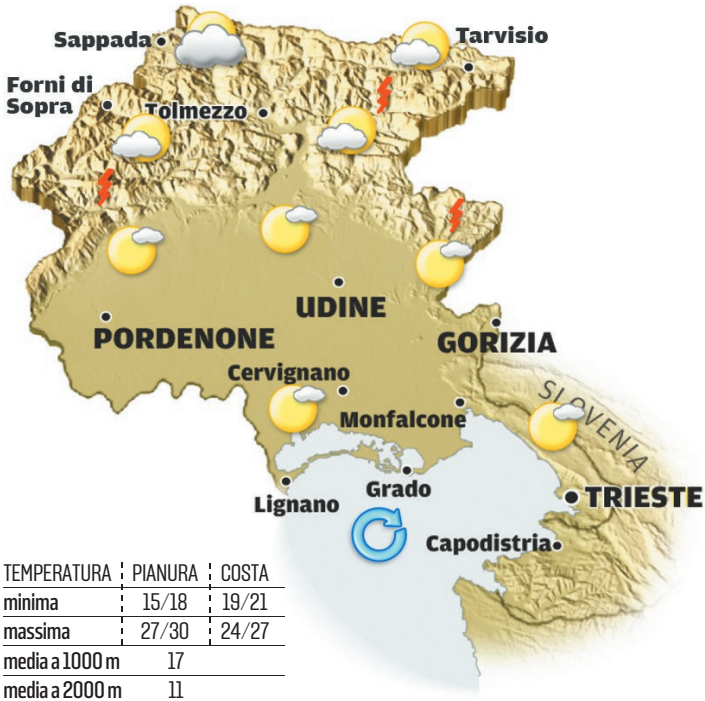 Sappada
Tarvisio
Forni di
Sopra
Tolmezzo
UDINE
PORDENONE
GORIZIA
Cervignano
SLOVENIA
Monfalcone
Lignano
Grado
TRIESTE
Capodistria
TEMPERATURA PIANURA COSTA
minima 15/18 19/21
massima 27/30 24/27
media a 1000 m 17
media a 2000 m 11